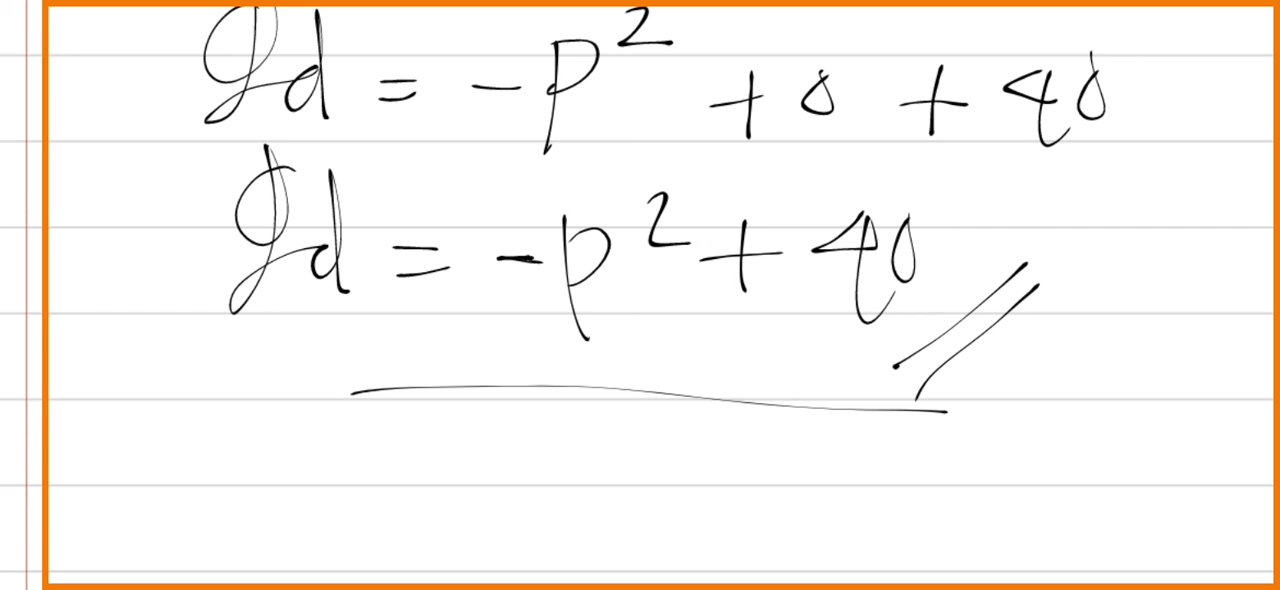 Qd = -p² + 0 + 40
Qd = -p² + 40